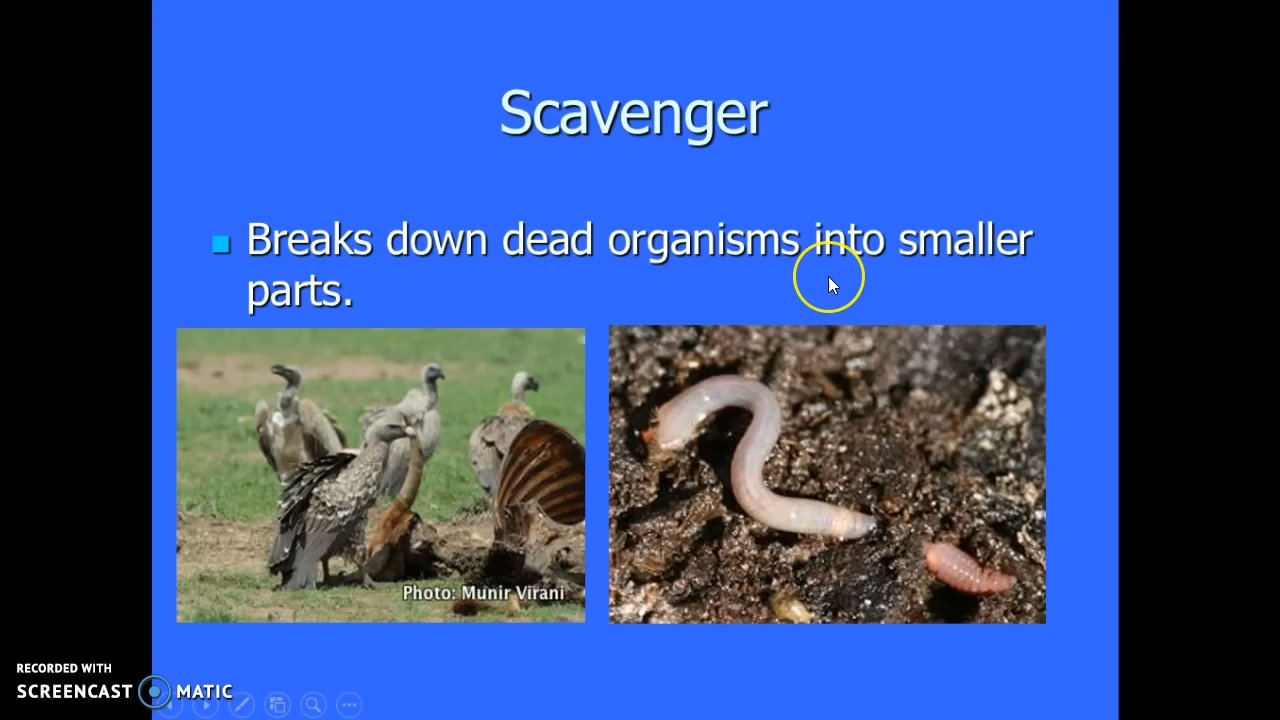 Scavenger
Breaks down dead organisms into smaller
parts.
Photo: Munir Virani
RECORDED WITH
SCREENCAST MATIC